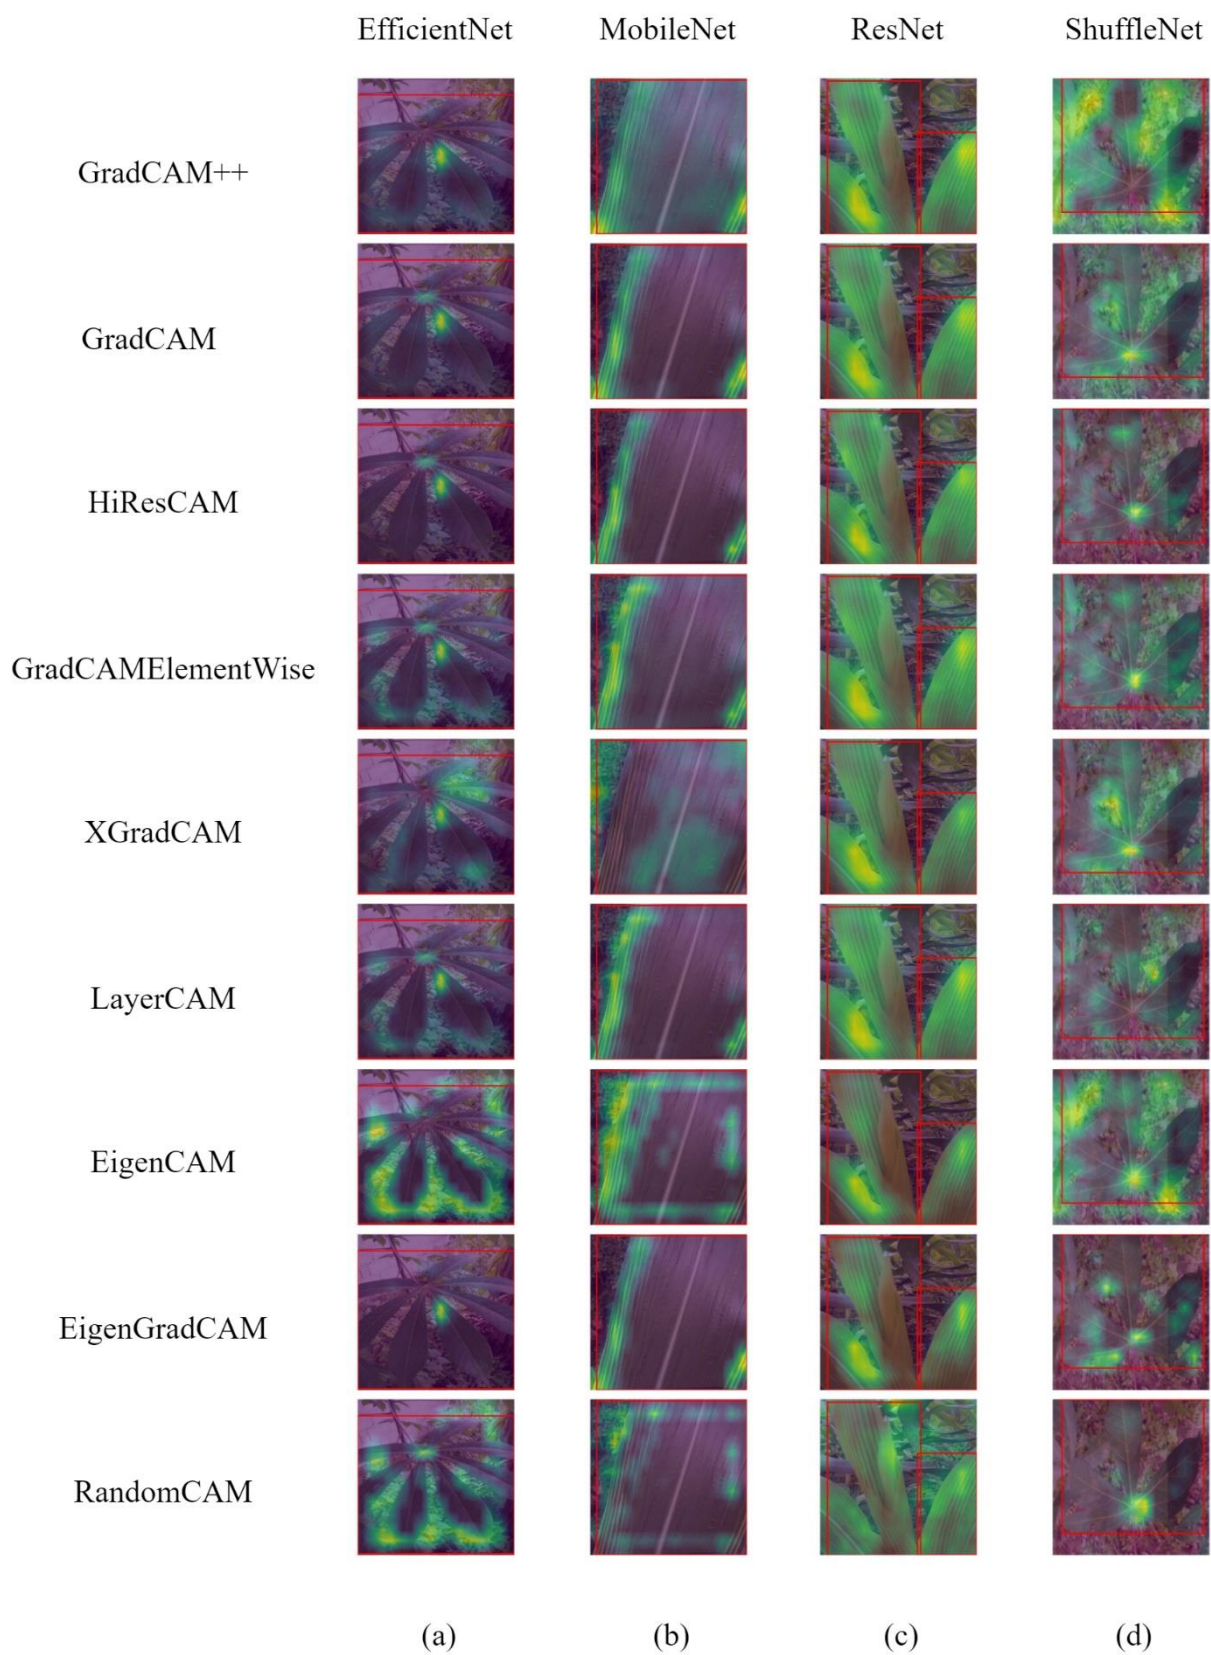 EfficientNet MobileNet ResNet ShuffleNet
GradCAM++
GradCAM
HiResCAM
GradCAMElementWise
XGradCAM
LayerCAM
EigenCAM
EigenGradCAM
RandomCAM
(a) (b) (c) (d)